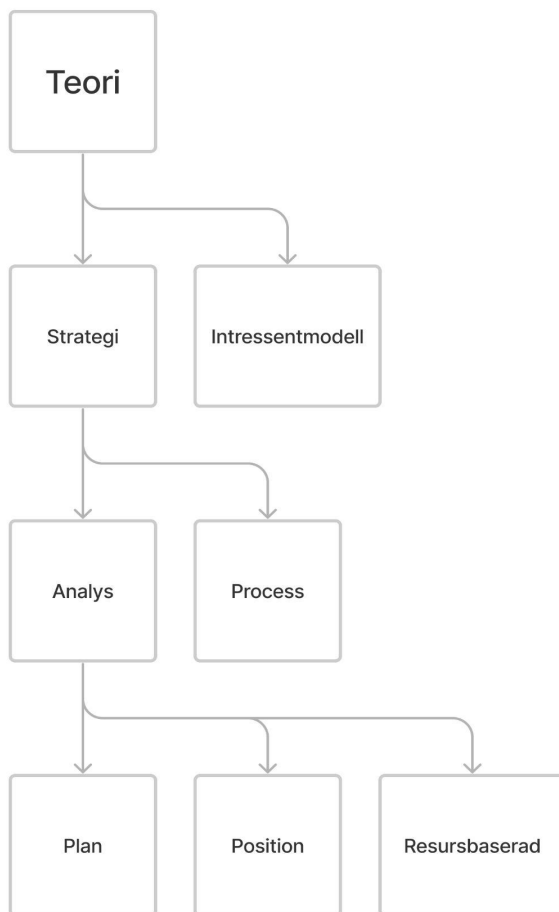 Teori
Strategi
Intressentmodell
Analys
Process
Plan
Position
Resursbaserad